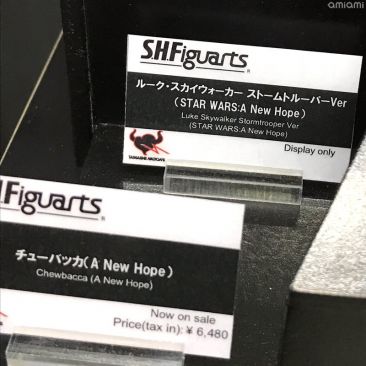 amiami
S.H.Figuarts
ルーク・スカイウォーカー ストームトルーパーVer
(STAR WARS:A New Hope)
Luke Skywalker Stormtrooper Ver
(STAR WARS:A New Hope)
TAMASHII NATIONS
Display only
S.H.Figuarts
チューバッカ(A New Hope)
Chewbacca (A New Hope)
Now on sale
Price(tax in):¥ 6,480